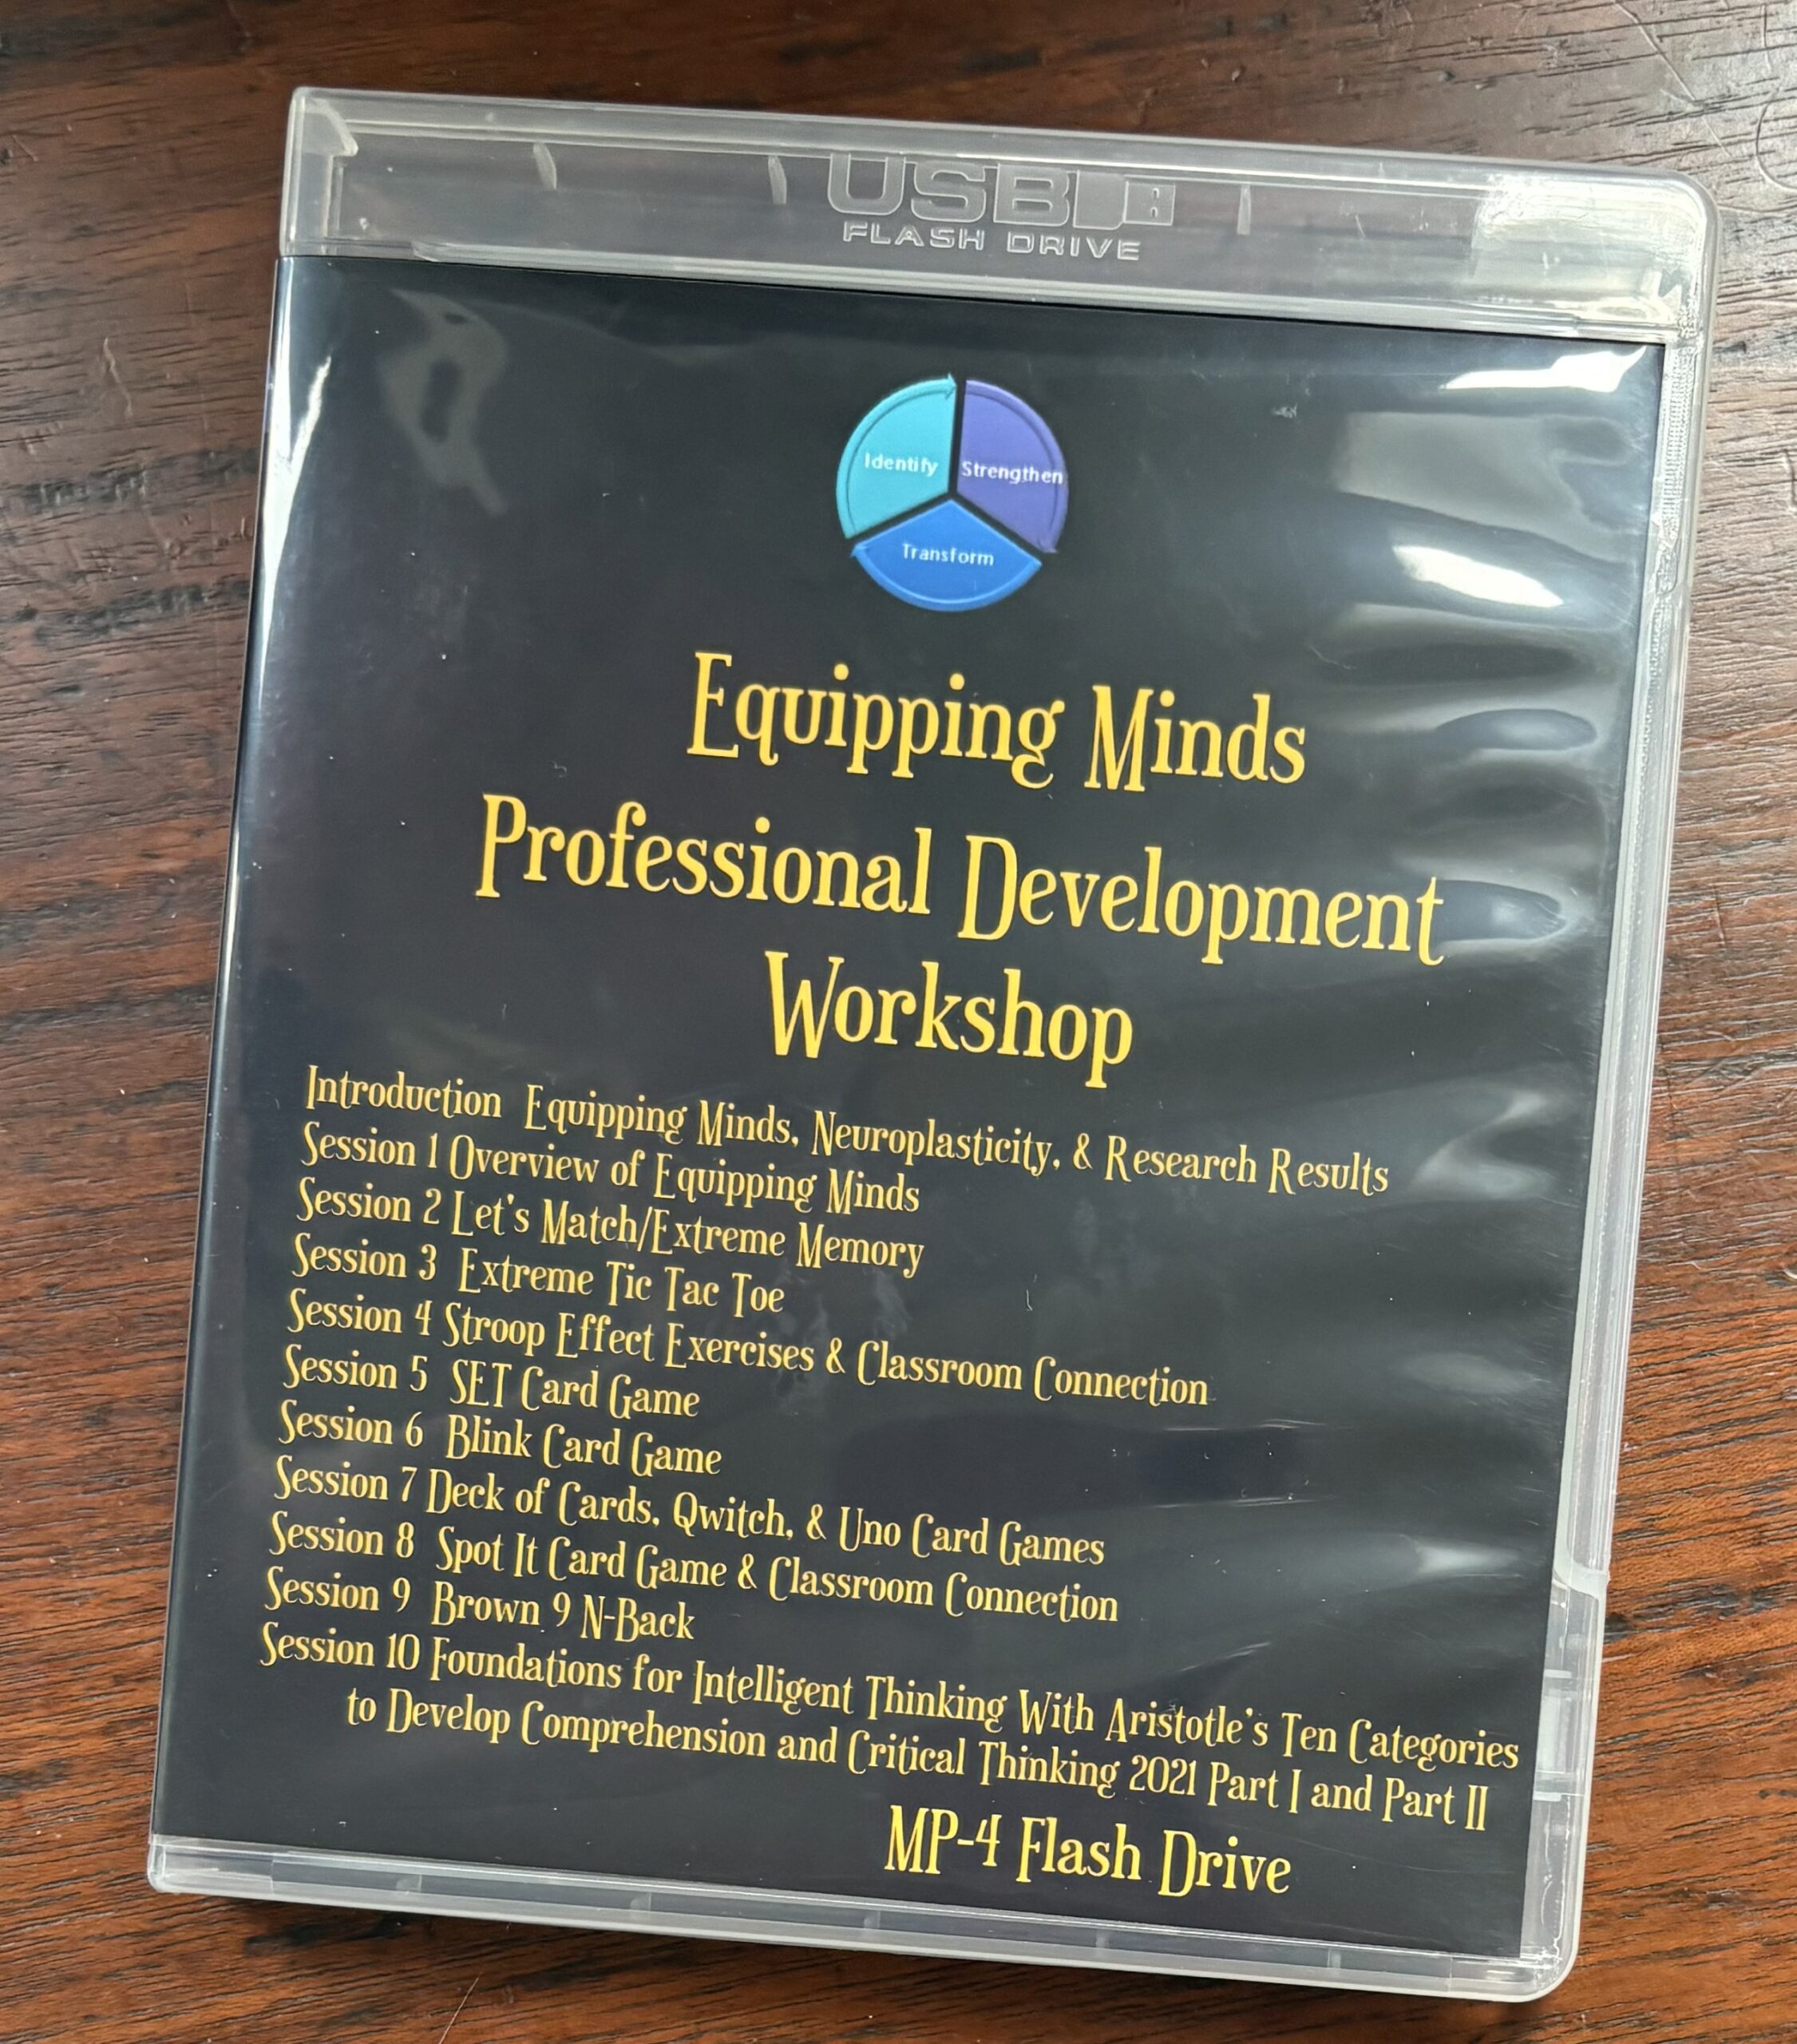 USB
FLASH DRIVE
Identify
Strengthen
Transform
Equipping Minds
Professional Development
Workshop
Introduction Equipping Minds, Neuroplasticity, & Research Results
Session 1 Overview of Equipping Minds
Session 2 Let's Match/Extreme Memory
Session 3 Extreme Tic Tac Toe
Session 4 Stroop Effect Exercises & Classroom Connection
Session 5 SET Card Game
Session 6 Blink Card Game
Session 7 Deck of Cards, Qwitch, & Uno Card Games
Session 8 Spot It Card Game & Classroom Connection
Session 9 Brown 9 N-Back
Session 10 Foundations for Intelligent Thinking With Aristotle's Ten Categories
to Develop Comprehension and Critical Thinking 2021 Part I and Part II
MP-4 Flash Drive